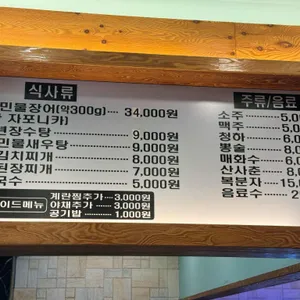 식사류
민물장어(약300g) 34,000원
자포니카)
된장수탕 9,000원
민물새우탕 9,000원
김치찌개 8,000원
된장찌개 7,000원
국수 5,000원
이드메뉴
계란찜추가 3,000원
야채추가 3,000원
공기밥 1,000원
주류/음료
소주 5,0
맥주 5,0
청하 6,0
뽕술 8,0
매화수 6,0
산사춘 8,0
복분자 15,
음료수 2